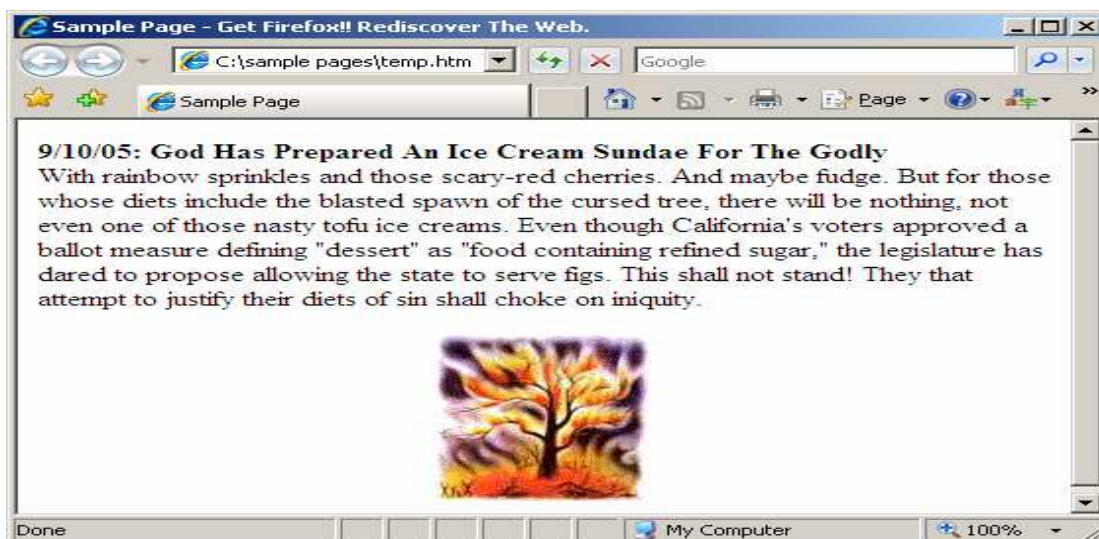 Sample Page - Get Firefox!! Rediscover The Web.
C:\sample pages\temp.htm
Google
Sample Page
Page
»
9/10/05: God Has Prepared An Ice Cream Sundae For The Godly
With rainbow sprinkles and those scary-red cherries. And maybe fudge. But for those
whose diets include the blasted spawn of the cursed tree, there will be nothing, not
even one of those nasty tofu ice creams. Even though California's voters approved a
ballot measure defining "dessert" as "food containing refined sugar," the legislature has
dared to propose allowing the state to serve figs. This shall not stand! They that
attempt to justify their diets of sin shall choke on iniquity.
Done
My Computer
100%